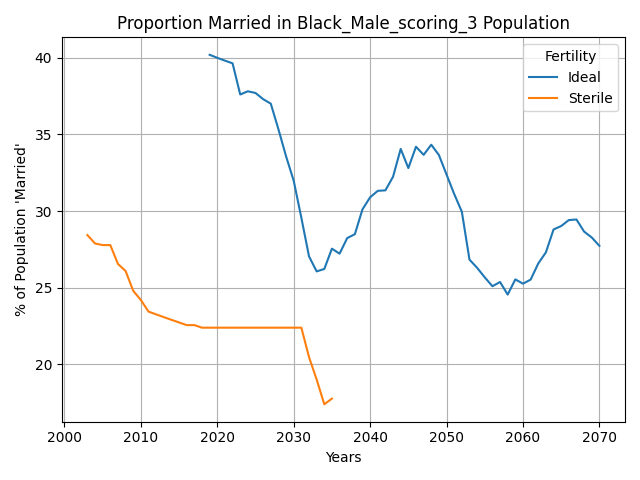 Proportion Married in Black_Male_scoring_3 Population
% of Population 'Married'
40
35
30
25
20
Fertility
Ideal
Sterile
2000 2010 2020 2030 2040 2050 2060 2070
Years